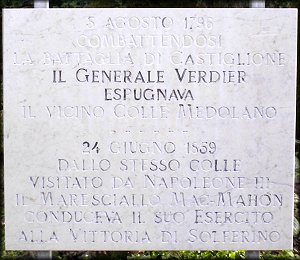 5 AGOSTO 1796
COMBATTENDOSI
LA BATTAGLIA DI CASTIGLIONE
IL GENERALE VERDIER
ESPUGNAVA
IL VICINO COLLE MEDOLANO
- - - - - -
24 GIUGNO 1859
DALLO STESSO COLLE
VISITATO DA NAPOLEONE III
IL MARESCIALLO MAC-MAHON
CONDUCEVA IL SUO ESERCITO
ALLA VITTORIA DI SOLFERINO